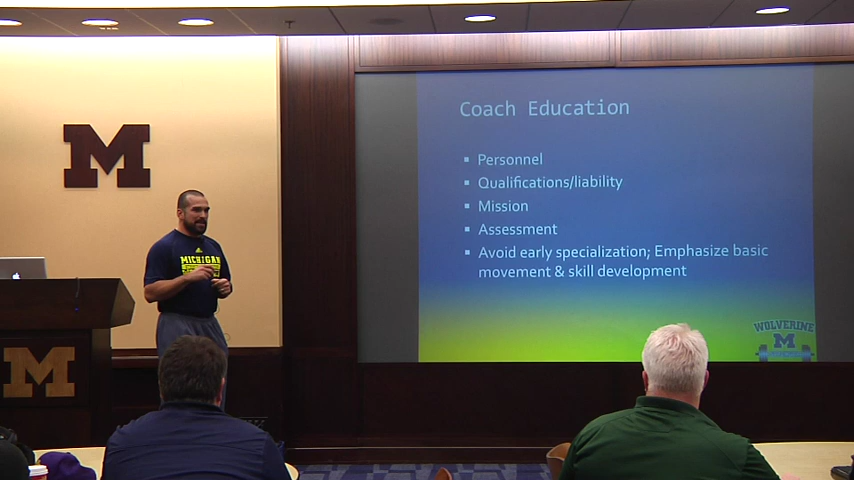 M
Coach Education
Personnel
Qualifications/liability
Mission
Assessment
Avoid early specialization; Emphasize basic
movement & skill development
MICHIGAN
WOLVERINE
M
M